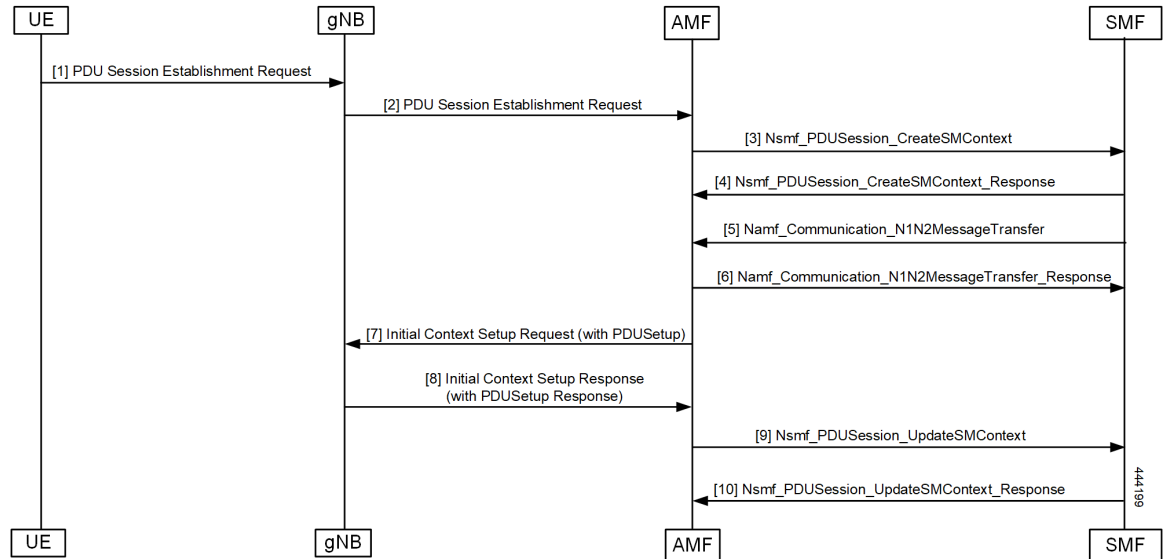 UE
gNB
AMF
SMF
[1] PDU Session Establishment Request
[2] PDU Session Establishment Request
[3] Nsmf_PDUSession_CreateSMContext
[4] Nsmf_PDUSession_CreateSMContext_Response
[5] Namf_Communication_N1N2MessageTransfer
[6] Namf_Communication_N1N2MessageTransfer_Response
[7] Initial Context Setup Request (with PDUSetup)
[8] Initial Context Setup Response
(with PDUSetup Response)
[9] Nsmf_PDUSession_UpdateSMContext
[10] Nsmf_PDUSession_UpdateSMContext_Response
444199
UE
gNB
AMF
SMF